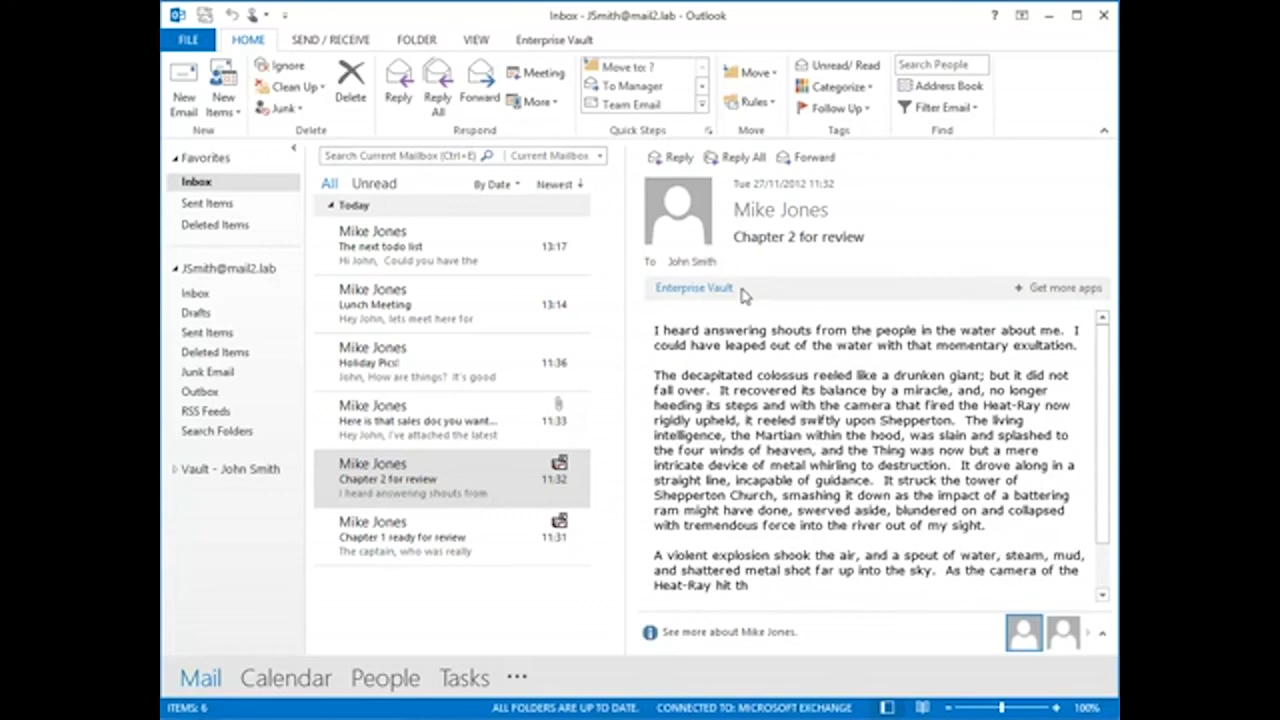 Inbox - JSmith@mail2.lab - Outlook
?
FILE
HOME
SEND / RECEIVE
FOLDER
VIEW
Enterprise Vault
New Email
New Items
Ignore
Clean Up
Junk
Delete
Reply
Reply All
Forward
Meeting
More
Move to: ?
To Manager
Team Email
Move
Rules
Unread/ Read
Categorize
Follow Up
Search People
Address Book
Filter Email
New
Delete
Respond
Quick Steps
Move
Tags
Find
Favorites
Inbox
Sent Items
Deleted Items
JSmith@mail2.lab
Inbox
Drafts
Sent Items
Deleted Items
Junk Email
Outbox
RSS Feeds
Search Folders
Vault - John Smith
Search Current Mailbox (Ctrl+E)
Current Mailbox
All
Unread
By Date
Newest
Today
Mike Jones
The next todo list 13:17
Hi John, Could you have the
Mike Jones
Lunch Meeting 13:14
Hey John, lets meet here for
Mike Jones
Holiday Pics! 11:36
John, How are things? It's good
Mike Jones
Here is that sales doc you want... 11:33
Hey John, I've attached the latest
Mike Jones
Chapter 2 for review 11:32
I heard answering shouts from
Mike Jones
Chapter 1 ready for review 11:31
The captain, who was really
Reply
Reply All
Forward
Tue 27/11/2012 11:32
Mike Jones
Chapter 2 for review
To John Smith
Enterprise Vault
+ Get more apps
I heard answering shouts from the people in the water about me. I
could have leaped out of the water with that momentary exultation.
The decapitated colossus reeled like a drunken giant; but it did not
fall over. It recovered its balance by a miracle, and, no longer
heeding its steps and with the camera that fired the Heat-Ray now
rigidly upheld, it reeled swiftly upon Shepperton. The living
intelligence, the Martian within the hood, was slain and splashed to
the four winds of heaven, and the Thing was now but a mere
intricate device of metal whirling to destruction. It drove along in a
straight line, incapable of guidance. It struck the tower of
Shepperton Church, smashing it down as the impact of a battering
ram might have done, swerved aside, blundered on and collapsed
with tremendous force into the river out of my sight.
A violent explosion shook the air, and a spout of water, steam, mud,
and shattered metal shot far up into the sky. As the camera of the
Heat-Ray hit th
See more about Mike Jones.
Mail
Calendar
People
Tasks
...
ITEMS: 6
ALL FOLDERS ARE UP TO DATE.
CONNECTED TO: MICROSOFT EXCHANGE
100%